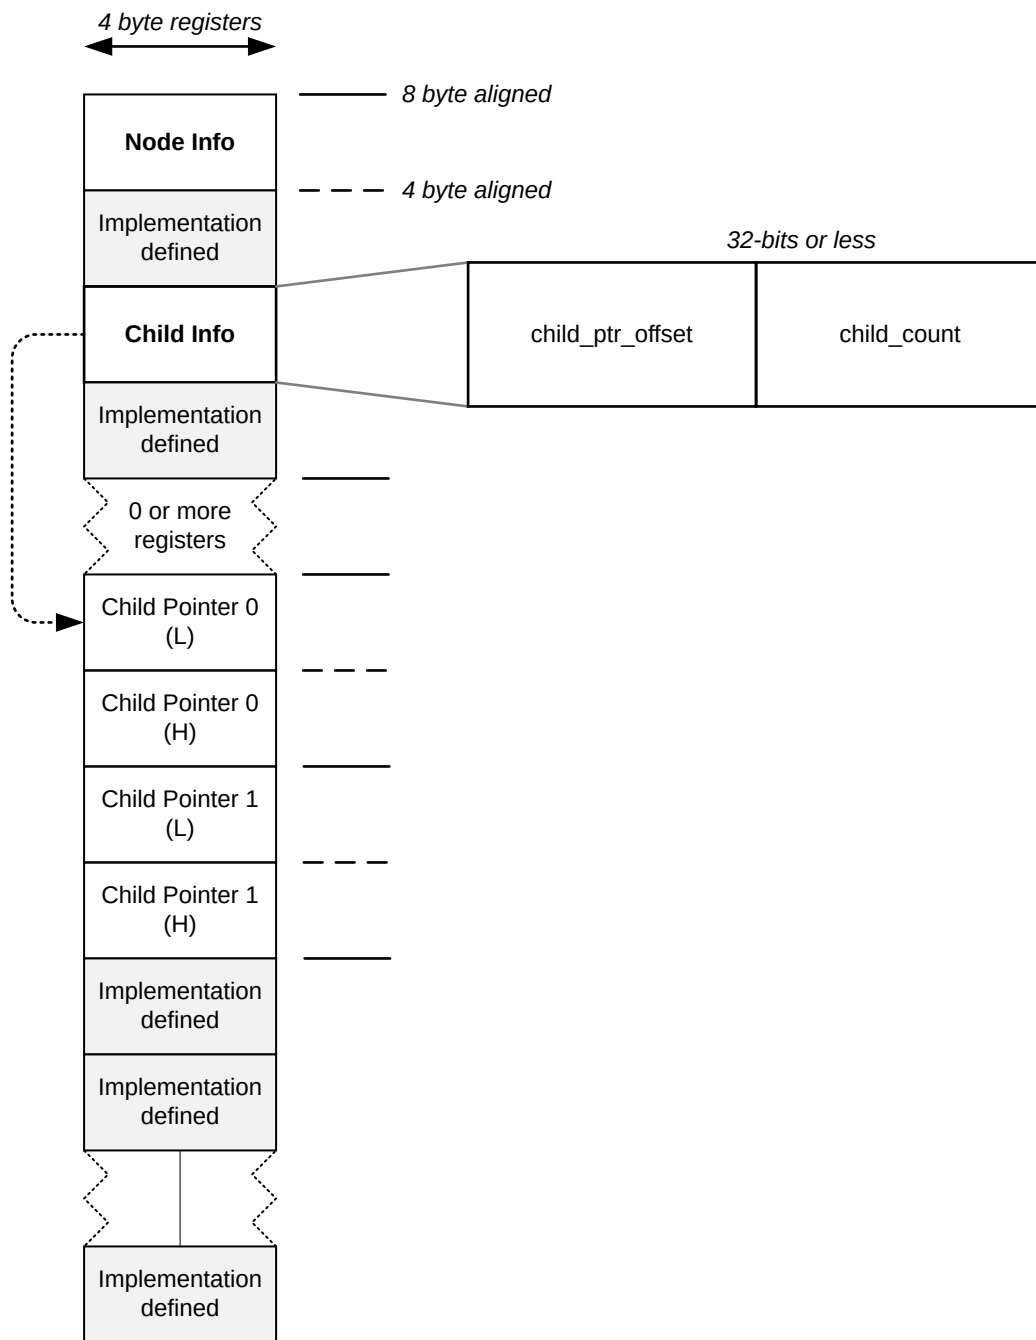 4 byte registers
8 byte aligned
Node Info
4 byte aligned
Implementation
defined
32-bits or less
Child Info
child_ptr_offset
child_count
Implementation
defined
0 or more
registers
Child Pointer 0
(L)
Child Pointer 0
(H)
Child Pointer 1
(L)
Child Pointer 1
(H)
Implementation
defined
Implementation
defined
Implementation
defined